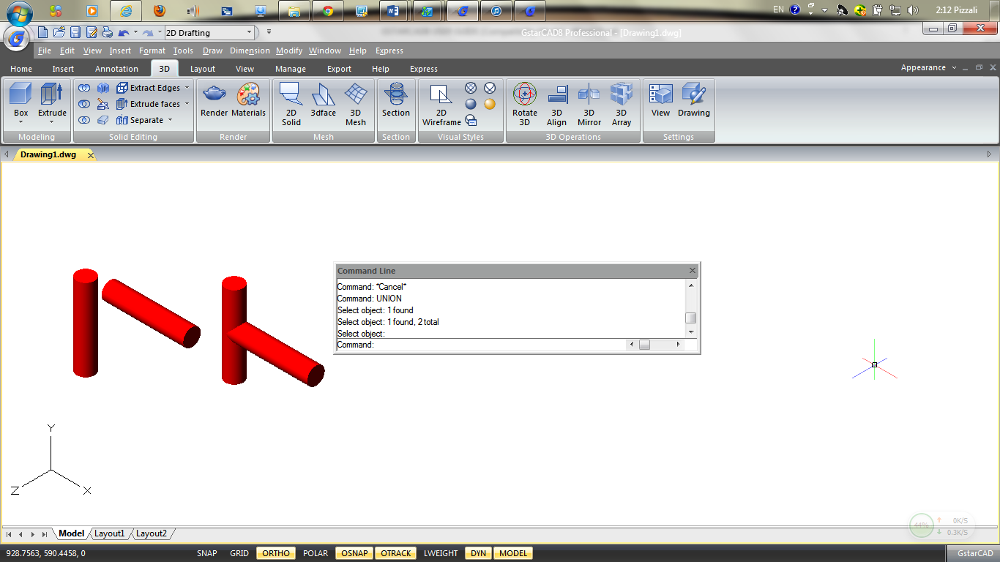 EN
2:12 Pizzali
2D Drafting
GstarCAD8 Professional - [Drawing1.dwg]
File Edit View Insert Format Tools Draw Dimension Modify Window Help Express
Home Insert Annotation 3D Layout View Manage Export Help Express
Appearance
Box Extrude
Modeling
Extract Edges
Extrude faces
Separate
Solid Editing
Render Materials
Render
2D Solid
3dface
3D Mesh
Mesh
Section
Section
2D Wireframe
Visual Styles
Rotate 3D
3D Align
3D Mirror
3D Array
3D Operations
View Drawing
Settings
Drawing1.dwg
Command Line
Command: *Cancel*
Command: UNION
Select object: 1 found
Select object: 1 found, 2 total
Select object:
Command:
Y
Z
X
44%
0K/S
0.3K/S
Model Layout1 Layout2
928.7563, 590.4458, 0
SNAP GRID ORTHO POLAR OSNAP OTRACK LWEIGHT DYN MODEL
GstarCAD